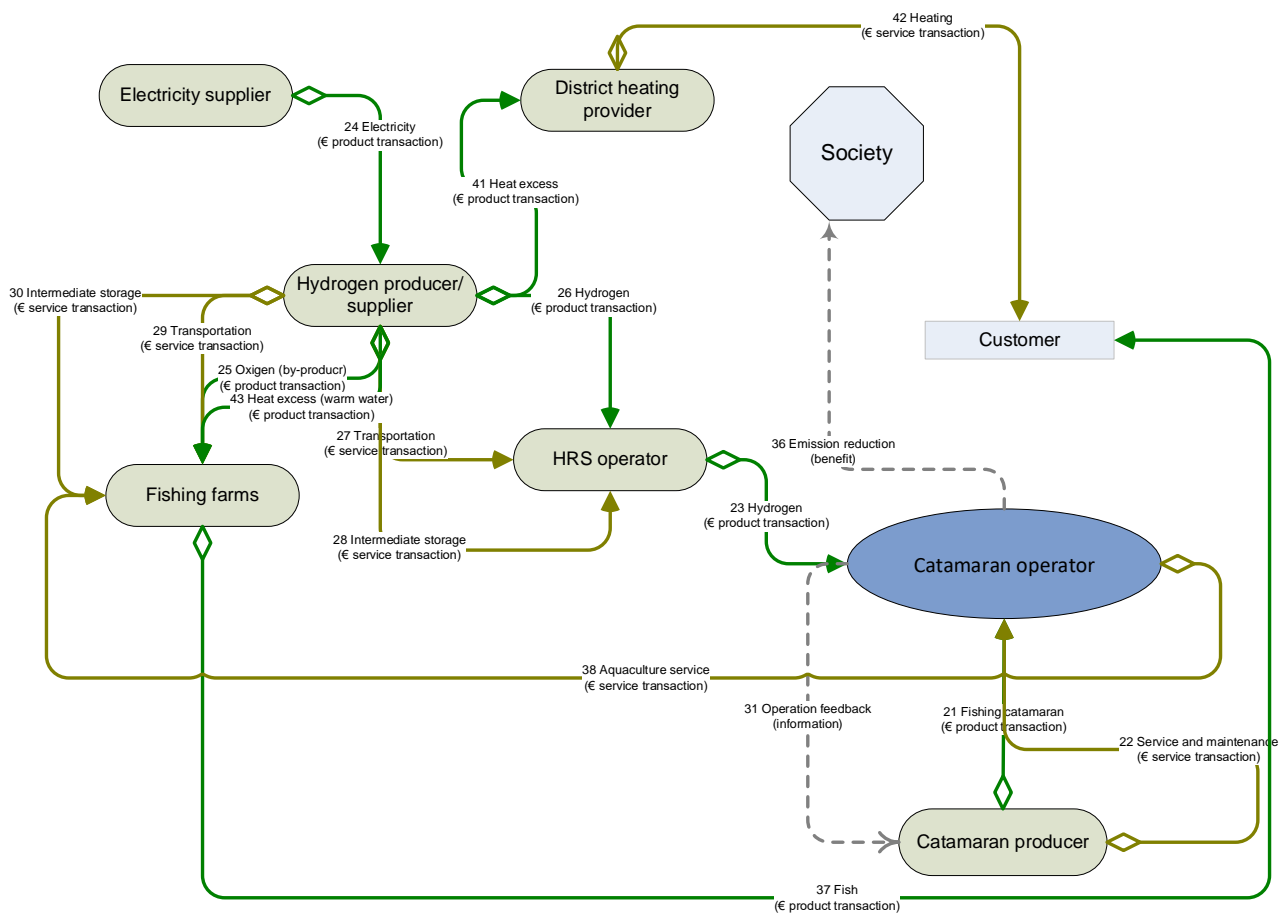 42 Heating
(€ service transaction)
Electricity supplier
District heating
provider
24 Electricity
(€ product transaction)
Society
41 Heat excess
(€ product transaction)
Hydrogen producer/
supplier
30 Intermediate storage
(€ service transaction)
26 Hydrogen
(€ product transaction)
29 Transportation
(€ service transaction)
Customer
25 Oxigen (by-producr)
(€ product transaction)
43 Heat excess (warm water)
(€ product transaction)
27 Transportation
(€ service transaction)
HRS operator
36 Emission reduction
(benefit)
Fishing farms
23 Hydrogen
(€ product transaction)
28 Intermediate storage
(€ service transaction)
Catamaran operator
38 Aquaculture service
(€ service transaction)
31 Operation feedback
(information)
21 Fishing catamaran
(€ product transaction)
22 Service and maintenance
(€ service transaction)
Catamaran producer
37 Fish
(€ product transaction)